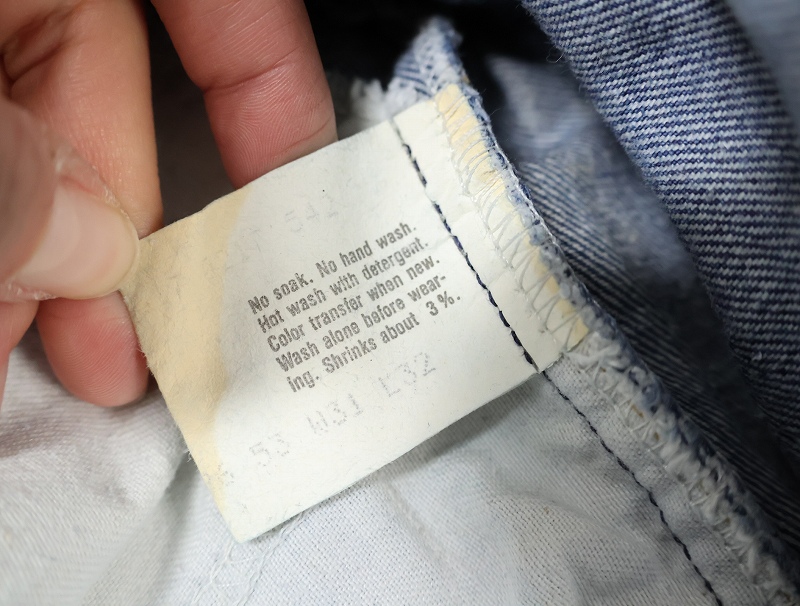 No soak. No hand wash.
Hot wash with detergent.
Color transfer when new.
Wash alone before wear-
ing. Shrinks about 3%.
53 W31 L32